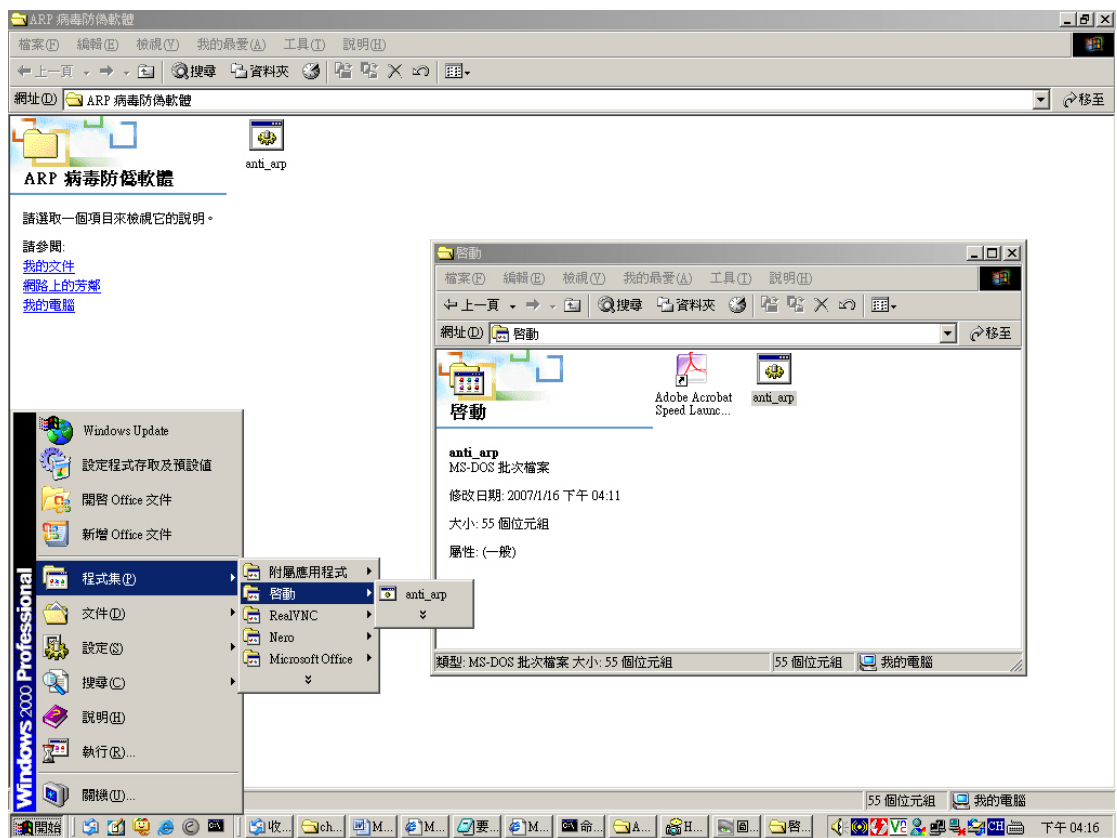 ARP 病毒防偽軟體
檔案(F) 編輯(E) 檢視(V) 我的最愛(A) 工具(T) 說明(H)
上一頁 搜尋 資料夾
網址(D) ARP 病毒防偽軟體 移至
anti_arp
ARP 病毒防偽軟體
請選取一個項目來檢視它的說明。
請參閱:
我的文件
網路上的芳鄰
我的電腦
啓動
檔案(F) 編輯(E) 檢視(V) 我的最愛(A) 工具(T) 說明(H)
上一頁 搜尋 資料夾
網址(D) 啓動 移至
Adobe Acrobat
Speed Launc...
anti_arp
啓動
anti_arp
MS-DOS 批次檔案
修改日期: 2007/1/16 下午 04:11
大小: 55 個位元組
屬性: (一般)
類型: MS-DOS 批次檔案 大小: 55 個位元組 55 個位元組 我的電腦
Windows 2000 Professional
Windows Update
設定程式存取及預設值
開啓 Office 文件
新增 Office 文件
程式集(P)
文件(D)
設定(S)
搜尋(C)
說明(H)
執行(R)...
關機(U)...
附屬應用程式
啓動
RealVNC
Nero
Microsoft Office
anti_arp
55 個位元組 我的電腦
開始 收... ch... M... M... 要... M... 命... A... H... 圖... 啓... CH 下午 04:16